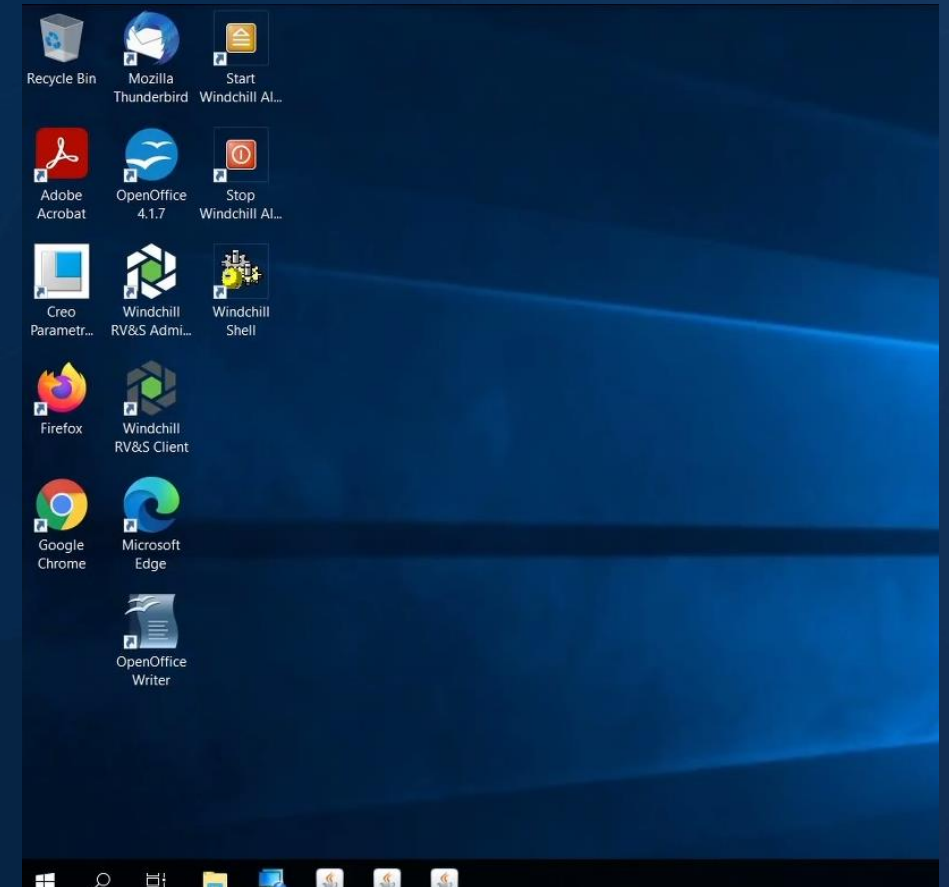 Recycle Bin
Mozilla
Thunderbird
Start
Windchill Al...
Adobe
Acrobat
OpenOffice
4.1.7
Stop
Windchill Al...
Creo
Parametr...
Windchill
RV&S Admi...
Windchill
Shell
Firefox
Windchill
RV&S Client
Google
Chrome
Microsoft
Edge
OpenOffice
Writer